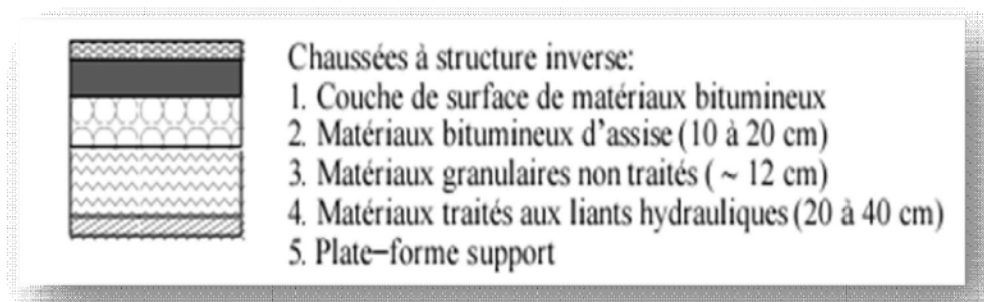 Chaussées à structure inverse:
1. Couche de surface de matériaux bitumineux
2. Matériaux bitumineux d'assise (10 à 20 cm)
3. Matériaux granulaires non traités ( ~ 12 cm)
4. Matériaux traités aux liants hydrauliques (20 à 40 cm)
5. Plate–forme support